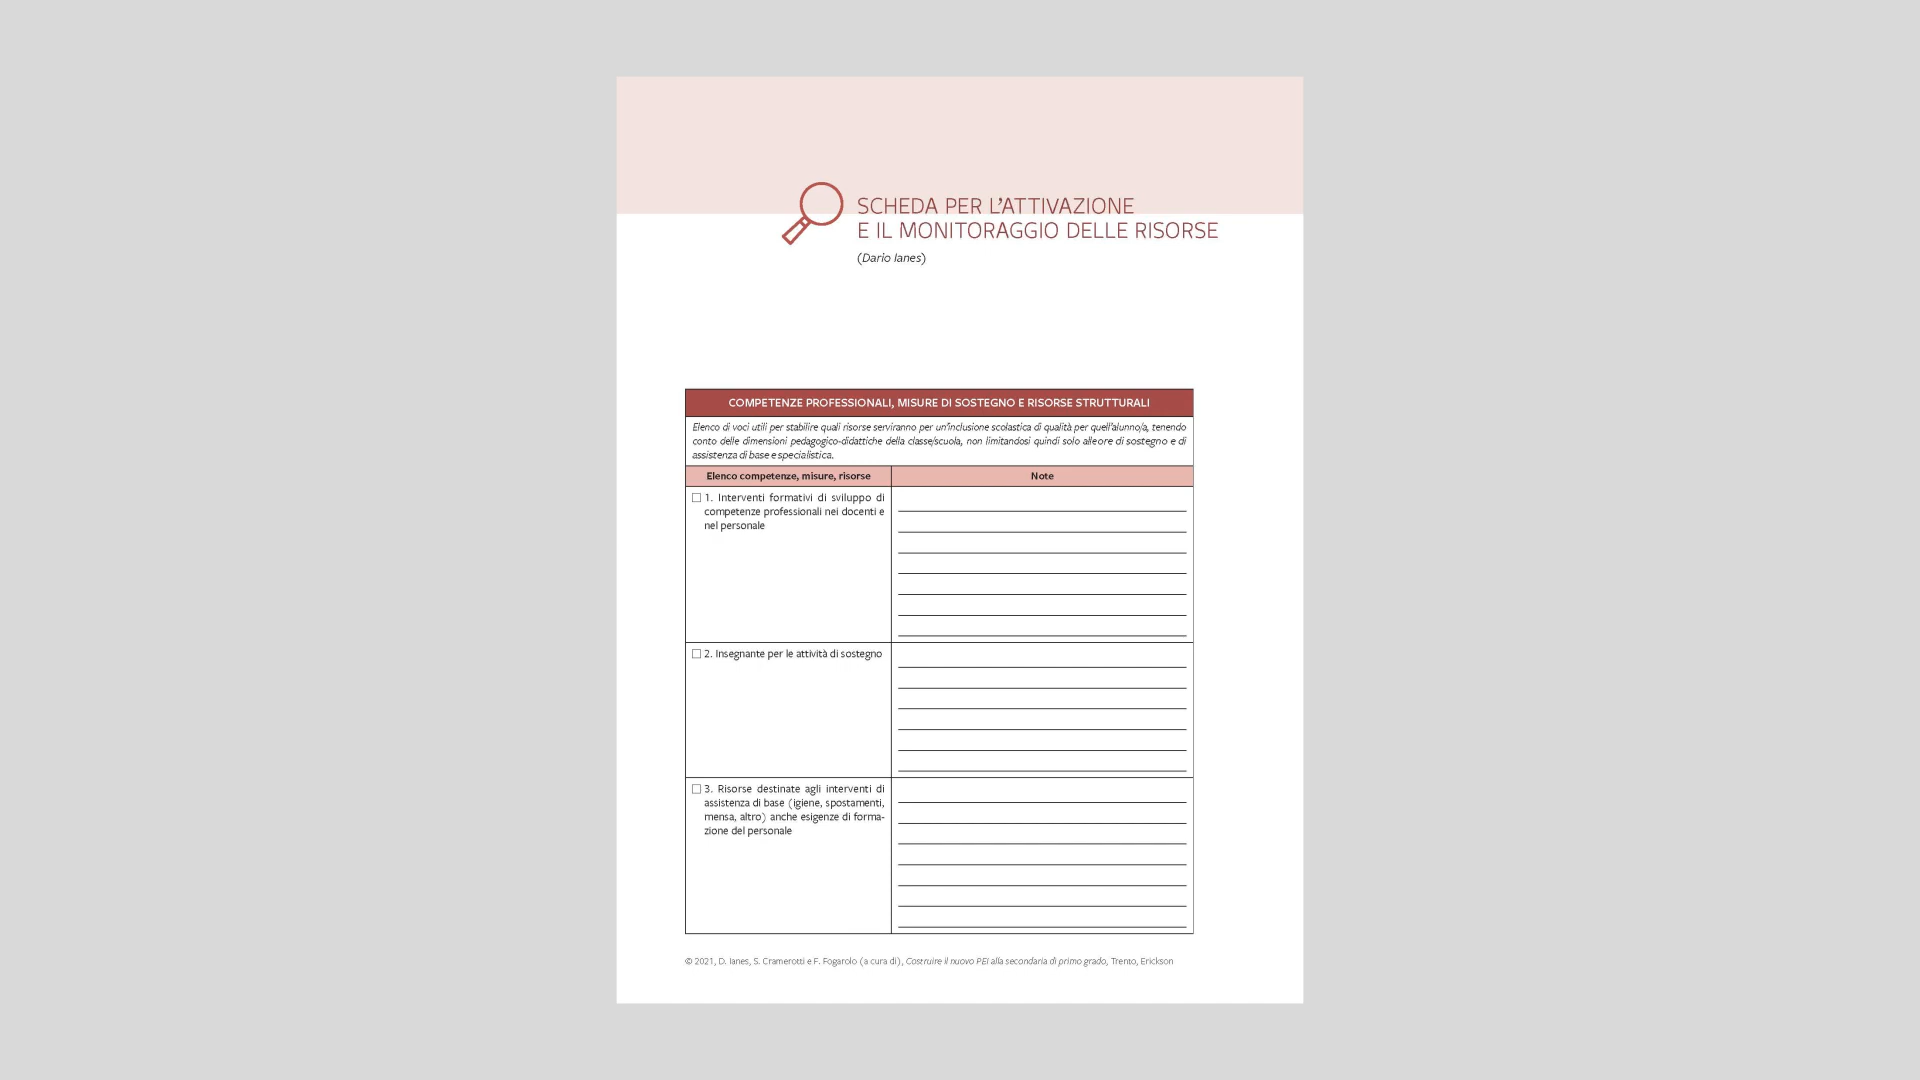 SCHEDA PER L'ATTIVAZIONE
E IL MONITORAGGIO DELLE RISORSE
(Dario Ianes)
COMPETENZE PROFESSIONALI, MISURE DI SOSTEGNO E RISORSE STRUTTURALI
Elenco di voci utili per stabilire quali risorse serviranno per un'inclusione scolastica di qualità per quell'alunno/a, tenendo
conto delle dimensioni pedagogico-didattiche della classe/scuola, non limitandosi quindi solo alle ore di sostegno e di
assistenza di base e specialistica.
Elenco competenze, misure, risorse
Note
1. Interventi formativi di sviluppo di
competenze professionali nei docenti e
nel personale
2. Insegnante per le attività di sostegno
3. Risorse destinate agli interventi di
assistenza di base (igiene, spostamenti,
mensa, altro) anche esigenze di forma-
zione del personale
© 2021, D. Ianes, S. Cramerotti e F. Fogarolo (a cura di), Costruire il nuovo PEI alla secondaria di primo grado, Trento, Erickson